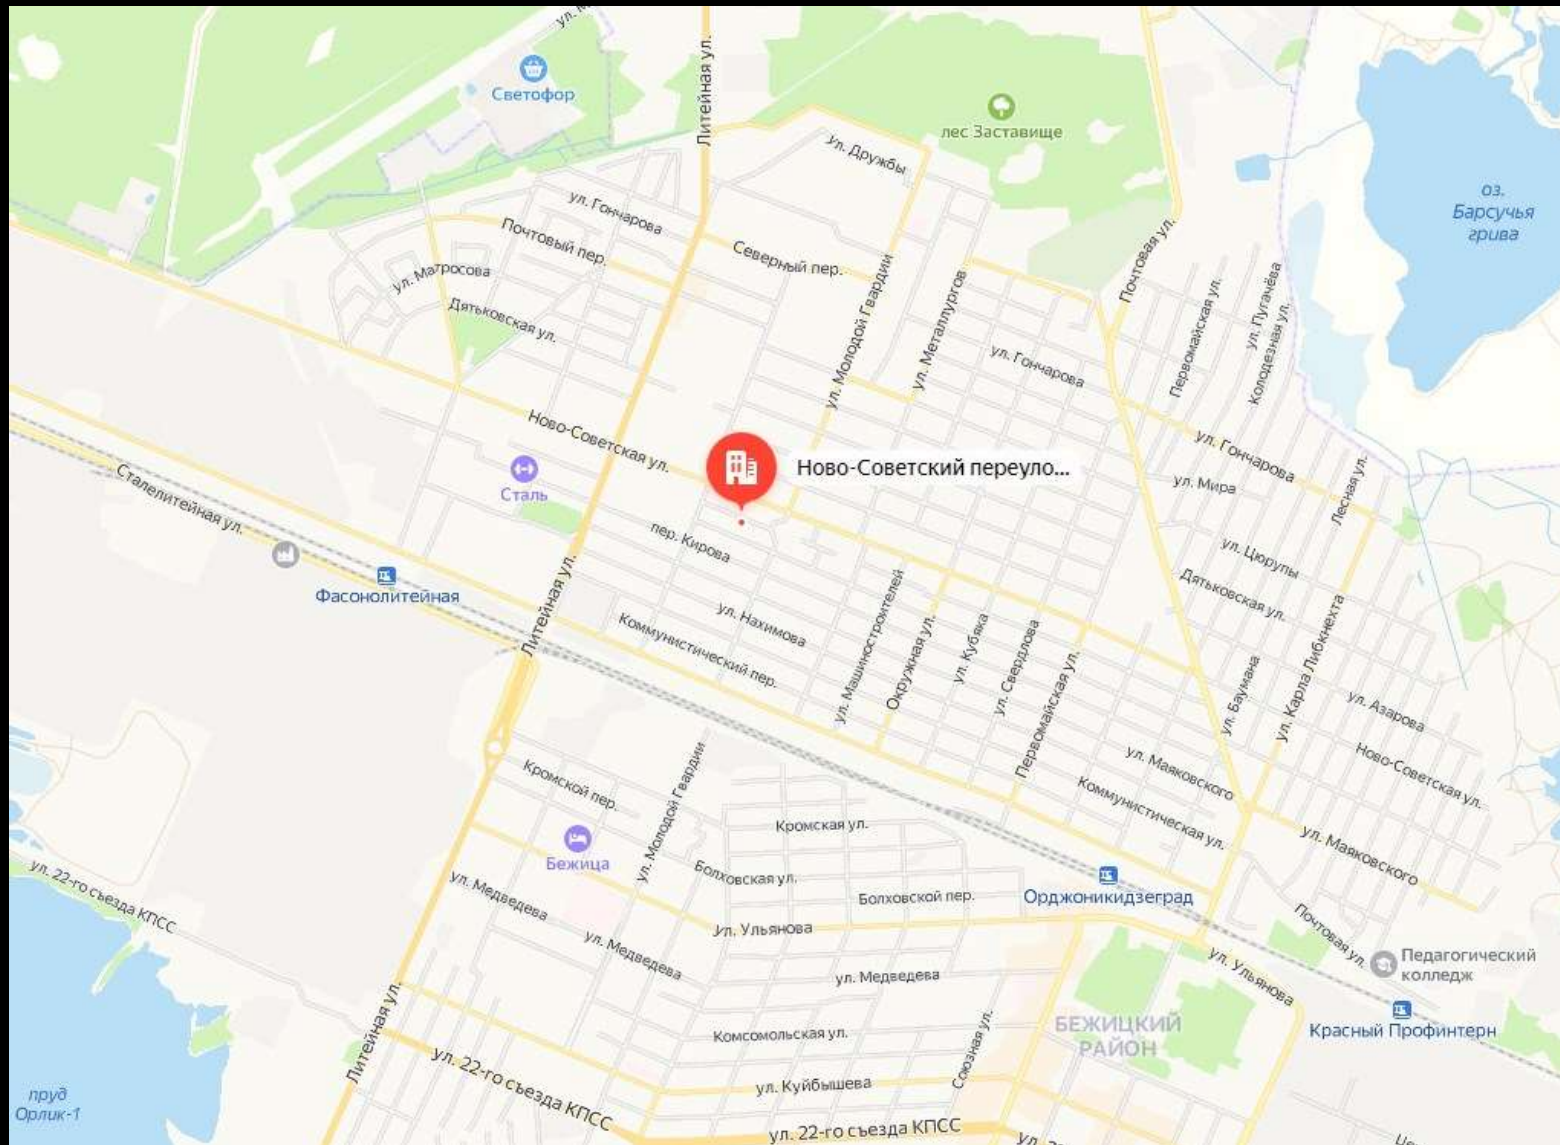 ул. М
Литейная ул.
Светофор
лес Заставище
ул. Дружбы
оз.
Барсучья
грива
ул. Гончарова
Почтовый пер.
Северный пер.
Почтовая ул.
ул. Матросова
ул. Молодой Гвардии
ул. Металлургов
Первомайская ул.
ул. Пугачёва
Колодезная ул.
Дятьковская ул.
ул. Гончарова
Ново-Советская ул.
Ново-Советский переуло...
ул. Гончарова
Сталь
ул. Мира
Лесная ул.
Сталелитейная ул.
пер. Кирова
ул. Цюрупы
Дятьковская ул.
Фасонолитейная
Литейная ул.
ул. Нахимова
Коммунистический пер.
ул. Машиностроителей
Окружная ул.
ул. Кубяка
ул. Свердлова
Первомайская ул.
ул. Баумана
ул. Карла Либкнехта
ул. Азарова
Ново-Советская ул.
ул. Маяковского
Коммунистическая ул.
Кромской пер.
ул. Молодой Гвардии
Кромская ул.
ул. Маяковского
Бежица
Болховская ул.
Болховской пер.
Орджоникидзеград
ул. 22-го съезда КПСС
ул. Медведева
ул. Ульянова
Почтовая ул.
ул. Медведева
ул. Медведева
ул. Ульянова
Педагогический
колледж
Литейная ул.
Комсомольская ул.
Союзная ул.
БЕЖИЦКИЙ
РАЙОН
Красный Профинтерн
ул. 22-го съезда КПСС
ул. Куйбышева
пруд
Орлик-1
ул. 22-го съезда КПСС